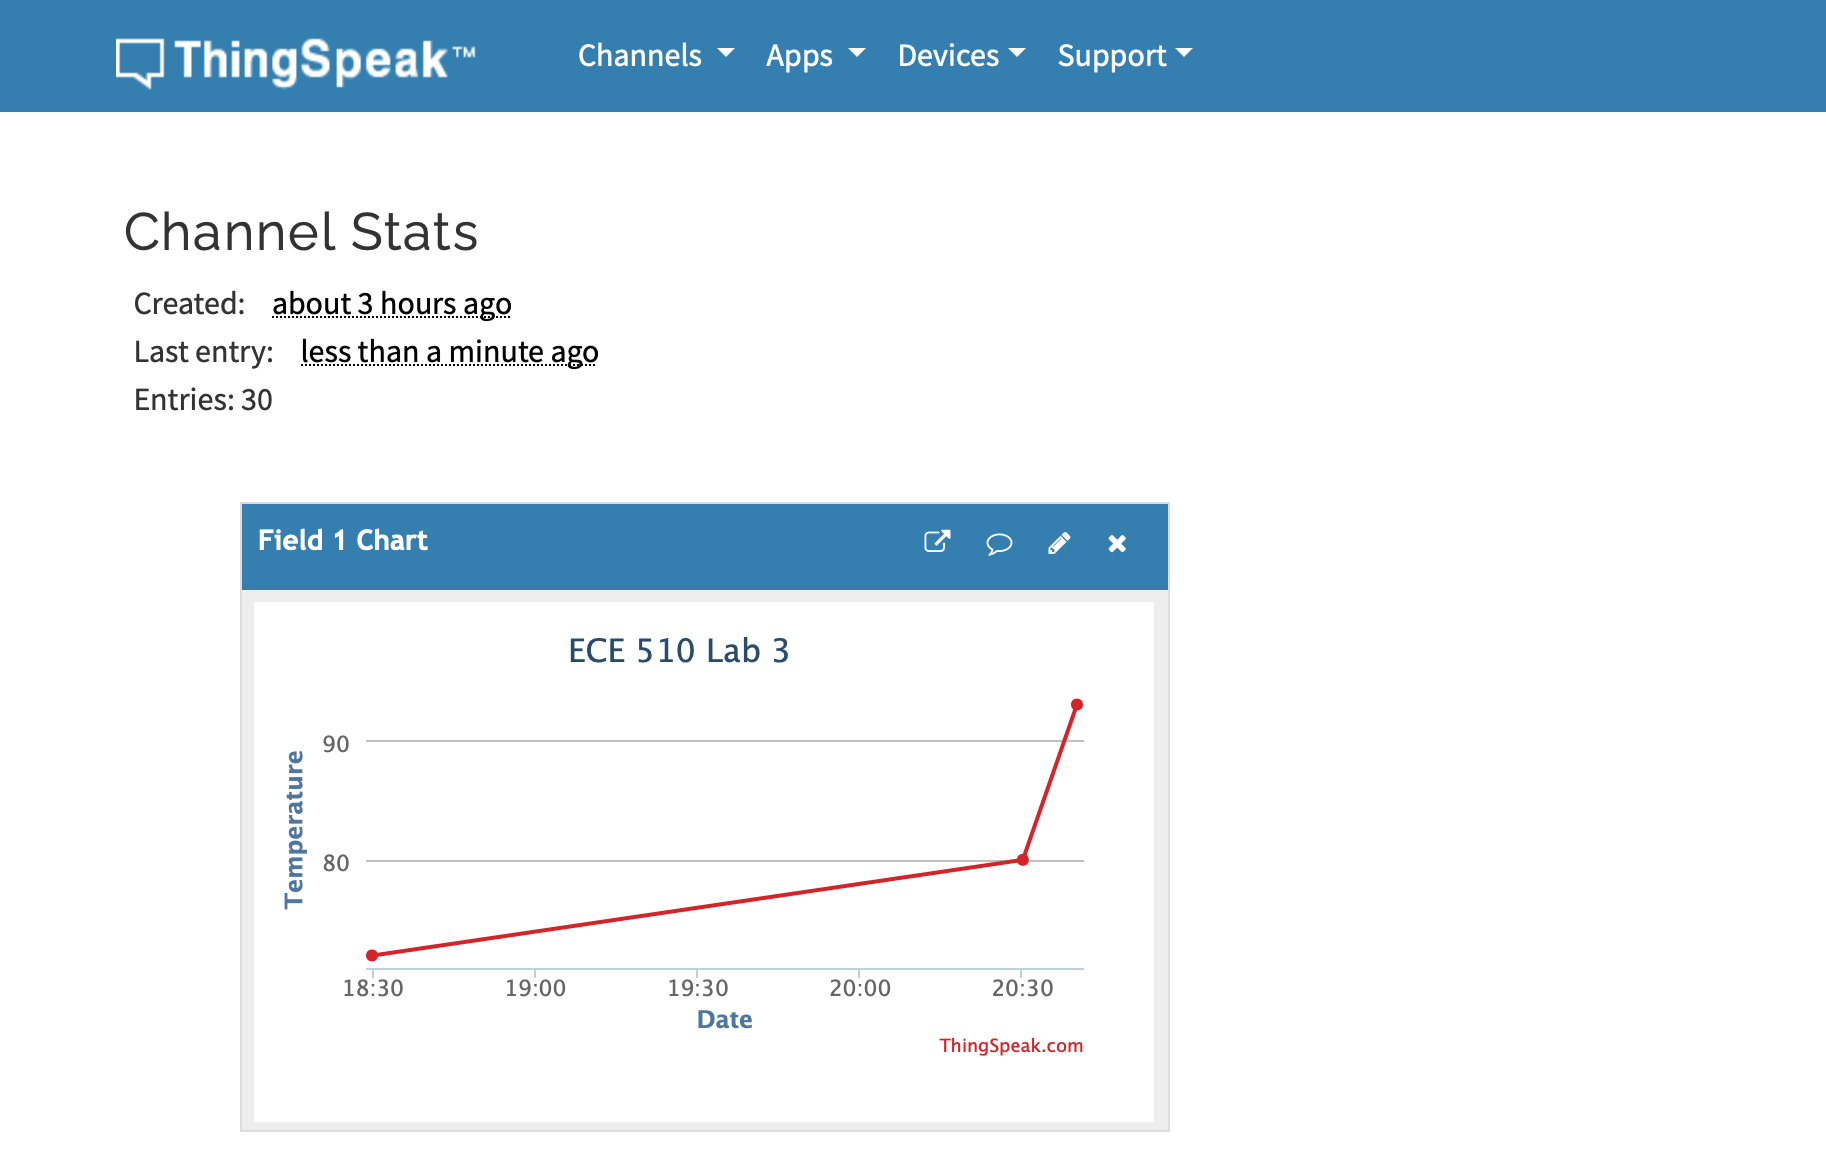 ThingSpeak™ Channels Apps Devices Support
Channel Stats
Created: about 3 hours ago
Last entry: less than a minute ago
Entries: 30
Field 1 Chart
ECE 510 Lab 3
Temperature
90
80
18:30 19:00 19:30 20:00 20:30
Date
ThingSpeak.com